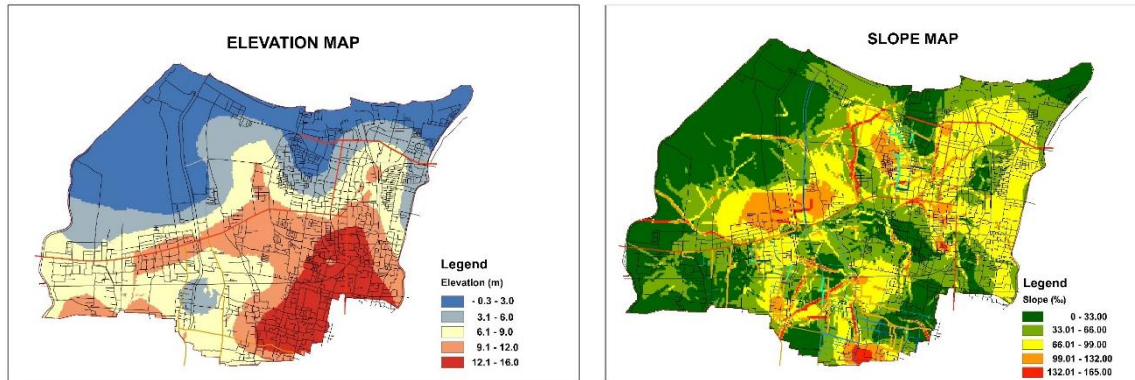 ELEVATION MAP
Legend
Elevation (m)
- 0.3 - 3.0
3.1 - 6.0
6.1 - 9.0
9.1 - 12.0
12.1 - 16.0
SLOPE MAP
Legend
Slope (‰)
0 - 33.00
33.01 - 66.00
66.01 - 99.00
99.01 - 132.00
132.01 - 165.00